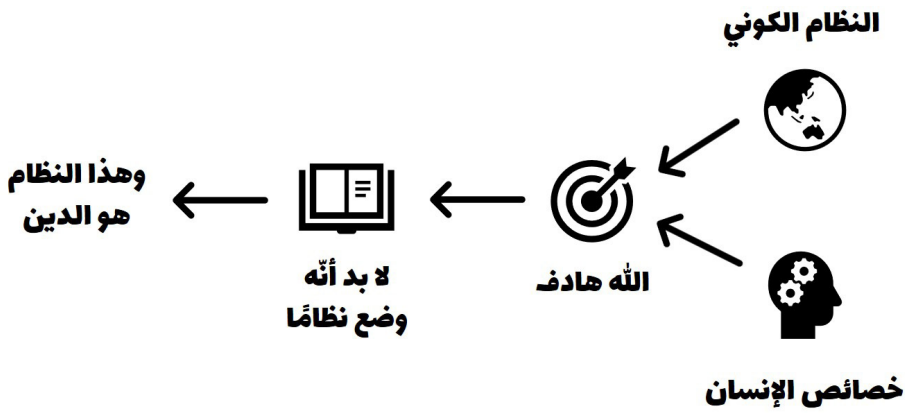 النظام الكوني
خصائص الإنسان
الله هادف
لا بد أنّه
وضع نظامًا
وهذا النظام
هو الدين